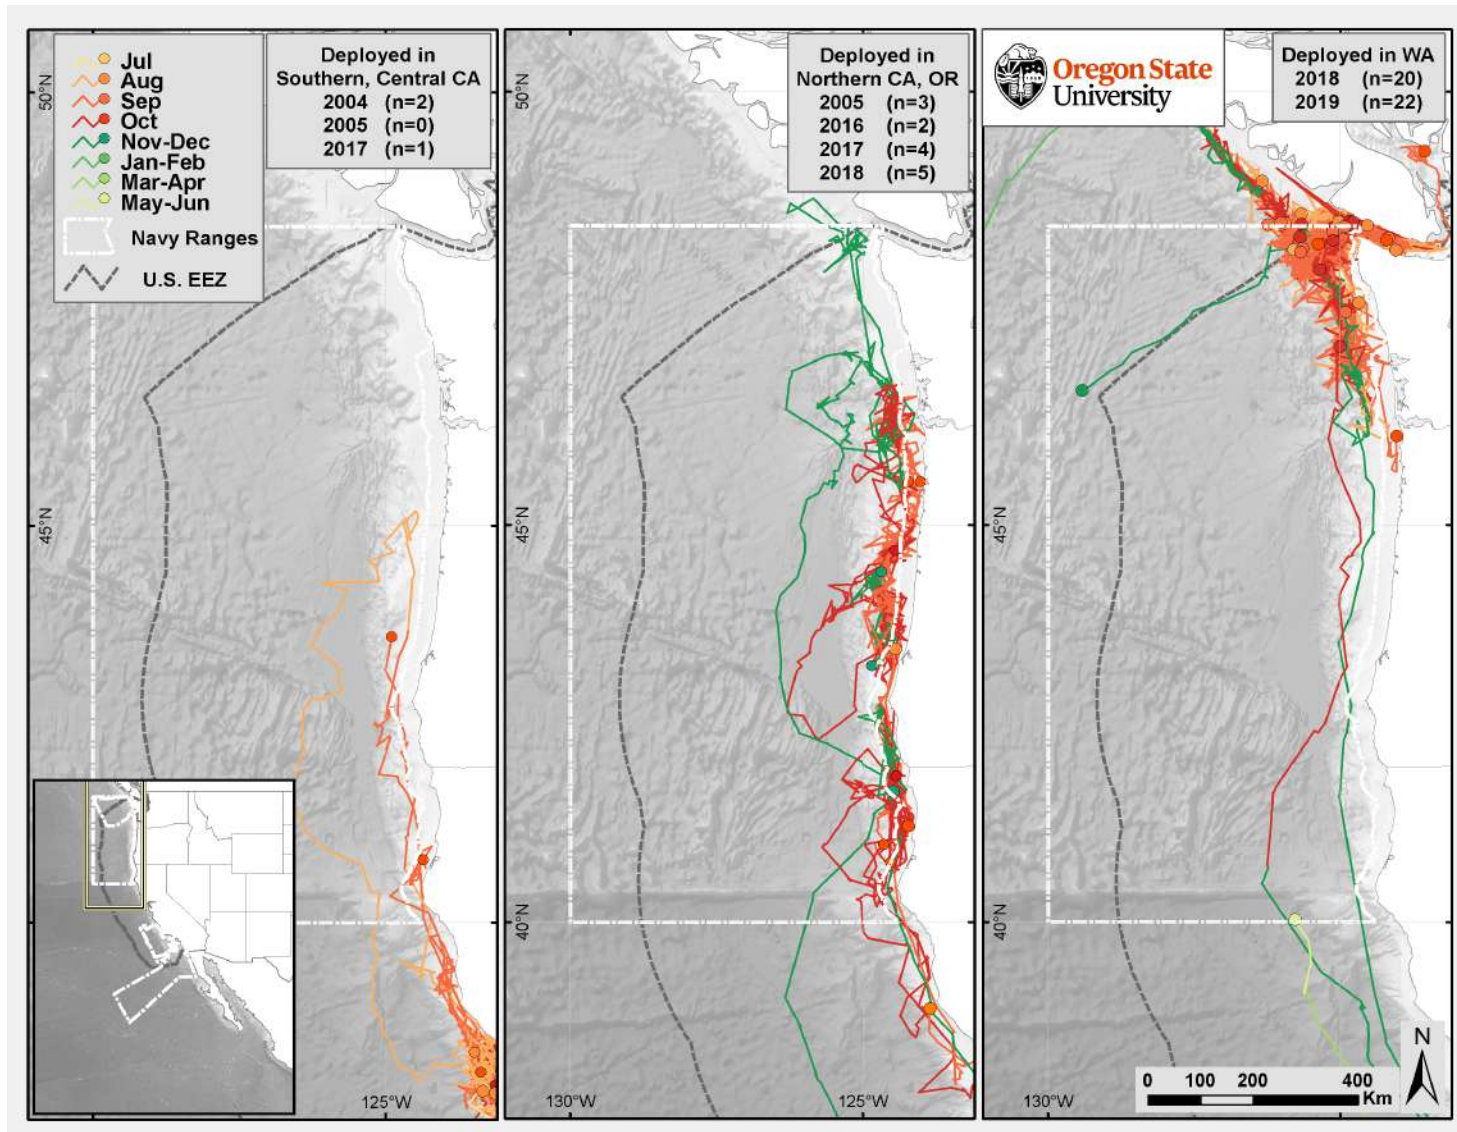 Jul
Aug
Sep
Oct
Nov-Dec
Jan-Feb
Mar-Apr
May-Jun
Navy Ranges
U.S. EEZ
Deployed in
Southern, Central CA
2004 (n=2)
2005 (n=0)
2017 (n=1)
50°N
45°N
125°W
Deployed in
Northern CA, OR
2005 (n=3)
2016 (n=2)
2017 (n=4)
2018 (n=5)
50°N
45°N
40°N
130°W
125°W
Oregon State
University
Deployed in WA
2018 (n=20)
2019 (n=22)
50°N
45°N
40°N
130°W
N
0 100 200 400
Km